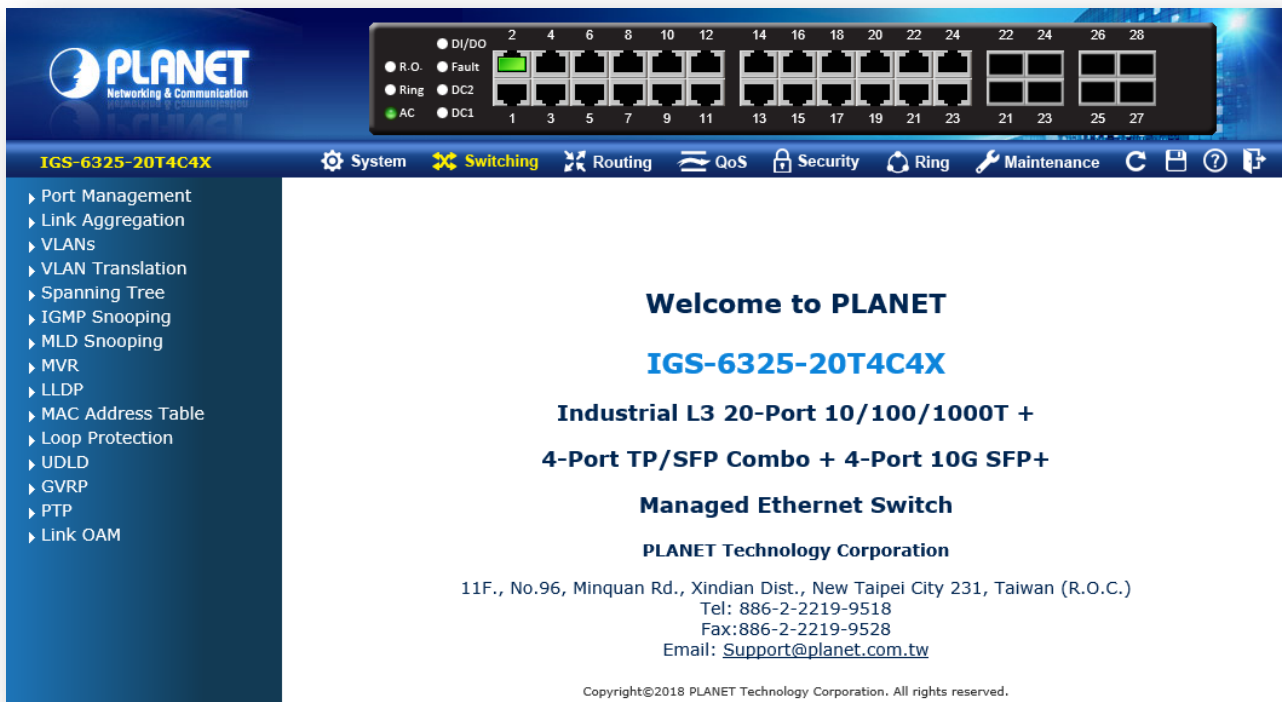 PLANET
Networking & Communication
DI/DO
R.O. Fault
Ring DC2
AC DC1
2 4 6 8 10 12 14 16 18 20 22 24 22 24 26 28
1 3 5 7 9 11 13 15 17 19 21 23 21 23 25 27
IGS-6325-20T4C4X
System Switching Routing QoS Security Ring Maintenance
Port Management
Link Aggregation
VLANs
VLAN Translation
Spanning Tree
IGMP Snooping
MLD Snooping
MVR
LLDP
MAC Address Table
Loop Protection
UDLD
GVRP
PTP
Link OAM
Welcome to PLANET
IGS-6325-20T4C4X
Industrial L3 20-Port 10/100/1000T +
4-Port TP/SFP Combo + 4-Port 10G SFP+
Managed Ethernet Switch
PLANET Technology Corporation
11F., No.96, Minquan Rd., Xindian Dist., New Taipei City 231, Taiwan (R.O.C.)
Tel: 886-2-2219-9518
Fax:886-2-2219-9528
Email: Support@planet.com.tw
Copyright©2018 PLANET Technology Corporation. All rights reserved.